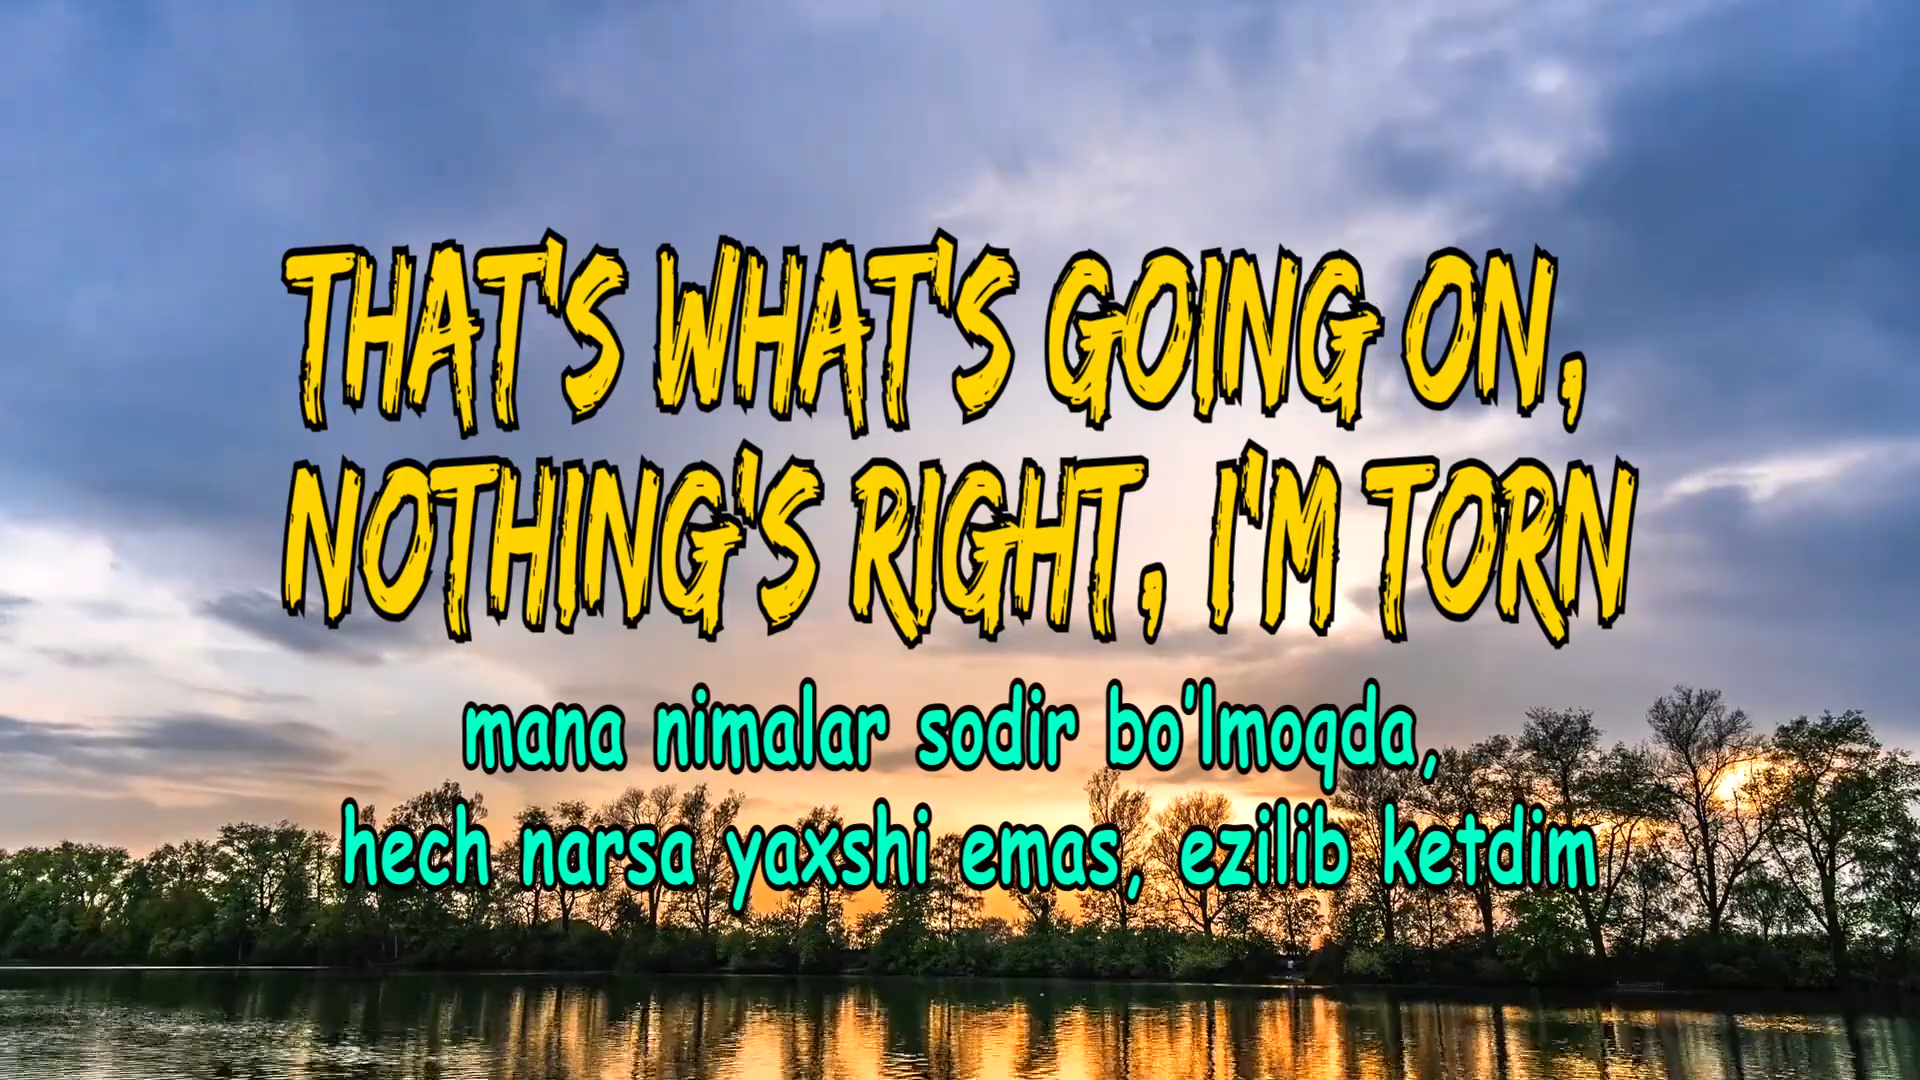 THAT'S WHAT'S GOING ON,
NOTHING'S RIGHT, I'M TORN
mana nimalar sodir bo'lmoqda,
hech narsa yaxshi emas, ezilib ketdim